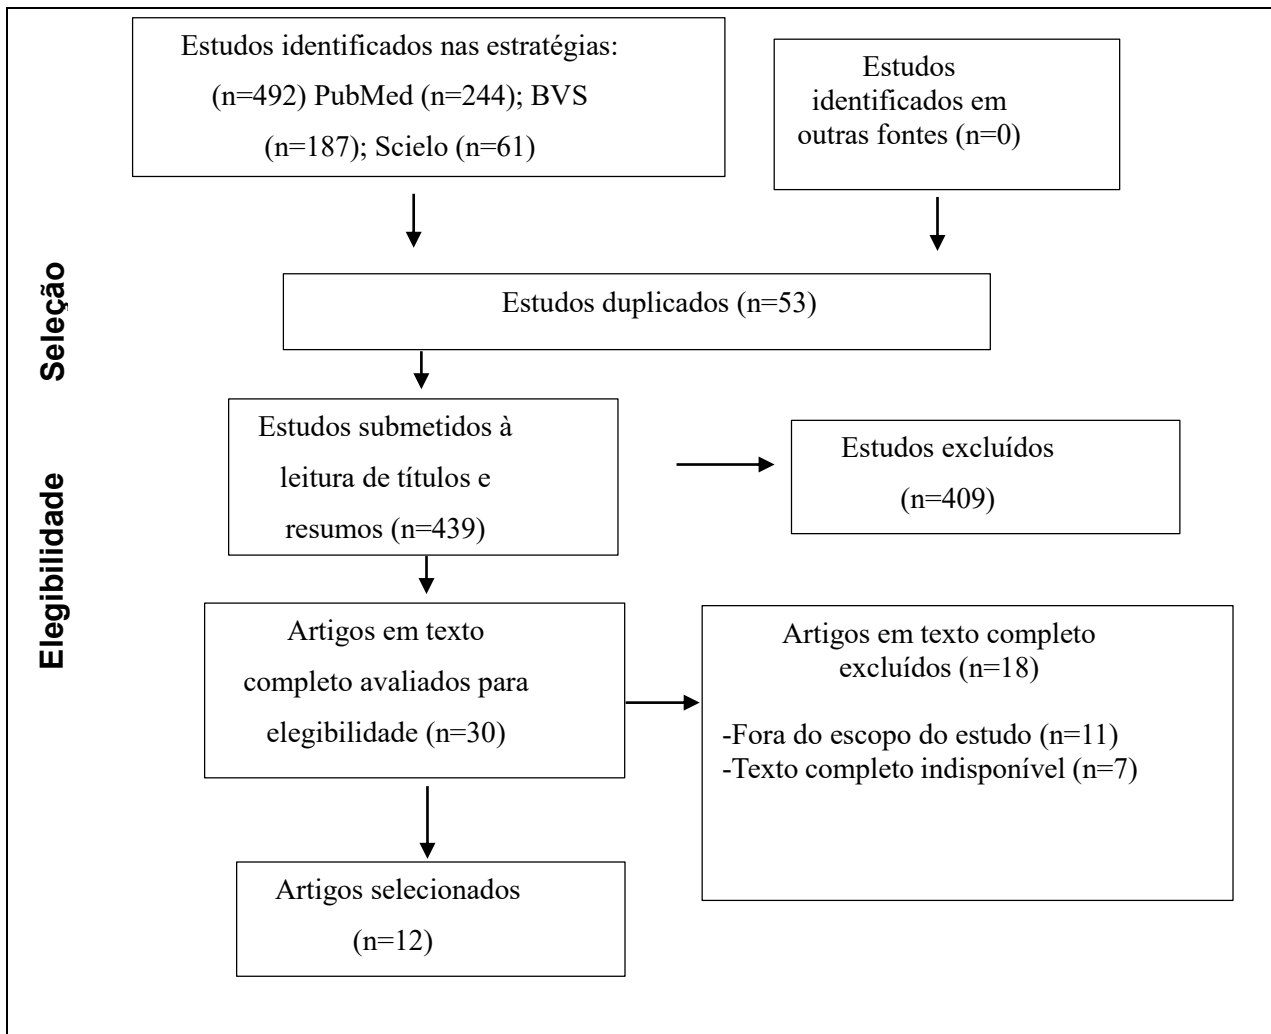 Estudos identificados nas estratégias:
(n=492) PubMed (n=244); BVS
(n=187); Scielo (n=61)
Estudos
identificados em
outras fontes (n=0)
Seleção
Estudos duplicados (n=53)
Estudos submetidos à
leitura de títulos e
resumos (n=439)
Estudos excluídos
(n=409)
Elegibilidade
Artigos em texto
completo avaliados para
elegibilidade (n=30)
Artigos em texto completo
excluídos (n=18)
-Fora do escopo do estudo (n=11)
-Texto completo indisponível (n=7)
Artigos selecionados
(n=12)